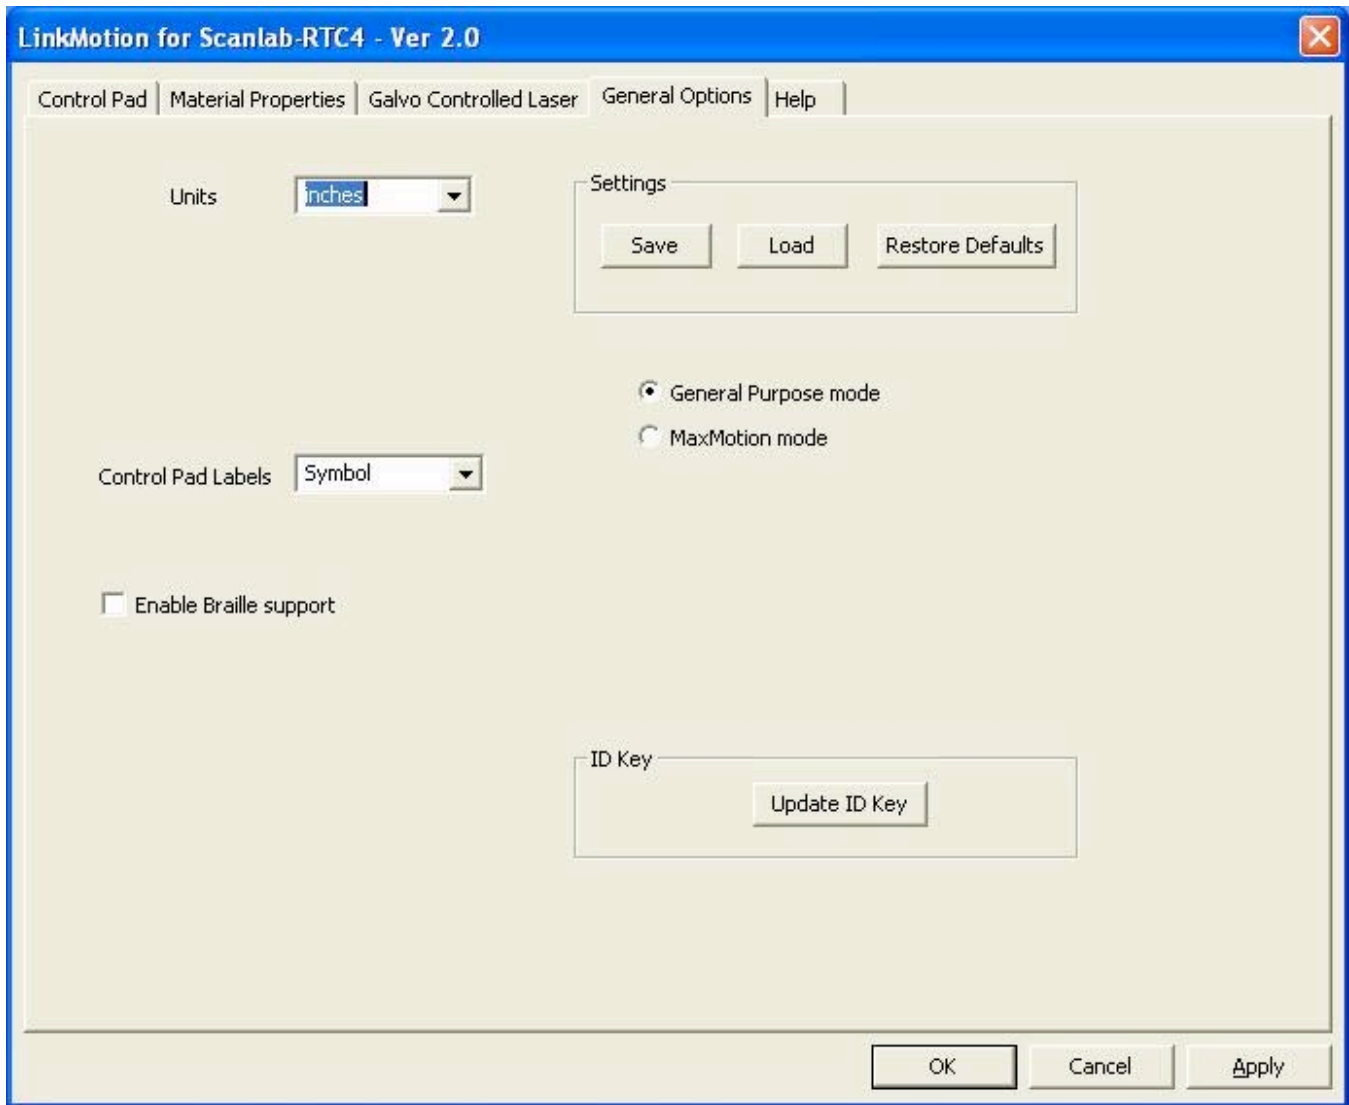 LinkMotion for Scanlab-RTC4 - Ver 2.0
Control Pad
Material Properties
Galvo Controlled Laser
General Options
Help
Units
inches
Settings
Save
Load
Restore Defaults
General Purpose mode
MaxMotion mode
Control Pad Labels
Symbol
Enable Braille support
ID Key
Update ID Key
OK
Cancel
Apply